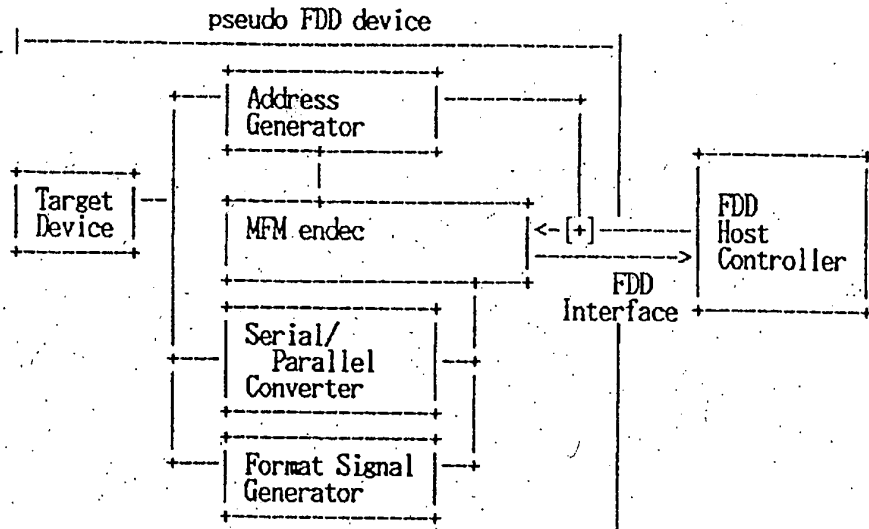 pseudo FDD device
Address
Generator
Target
Device
MFM endec
<-[+]
FDD
Host
Controller
FDD
Interface
Serial/
Parallel
Converter
Format Signal
Generator